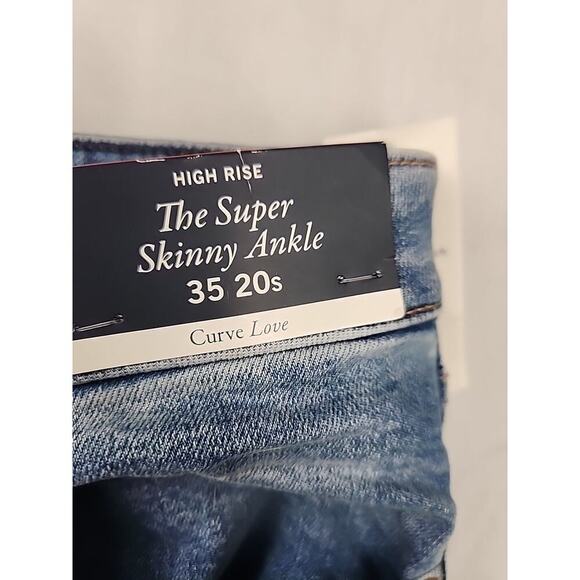 HIGH RISE
The Super
Skinny Ankle
35 20s
Curve Love